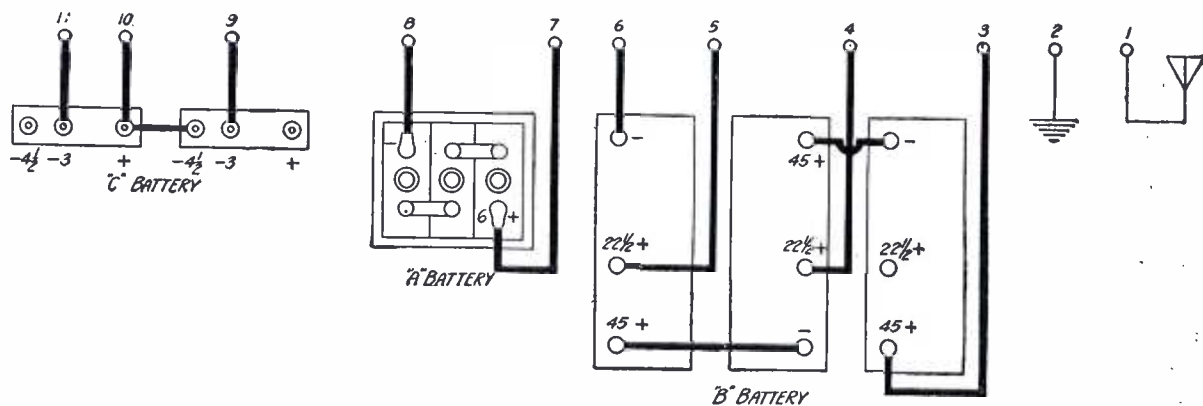 11 10 9 8 7 6 5 4 3 2 1
-4½ -3 + -4½ -3 +
"C" BATTERY
- 6 +
"A" BATTERY
- 45 + -
22½ + 22½ + 22½ +
45 + - 45 +
"B" BATTERY